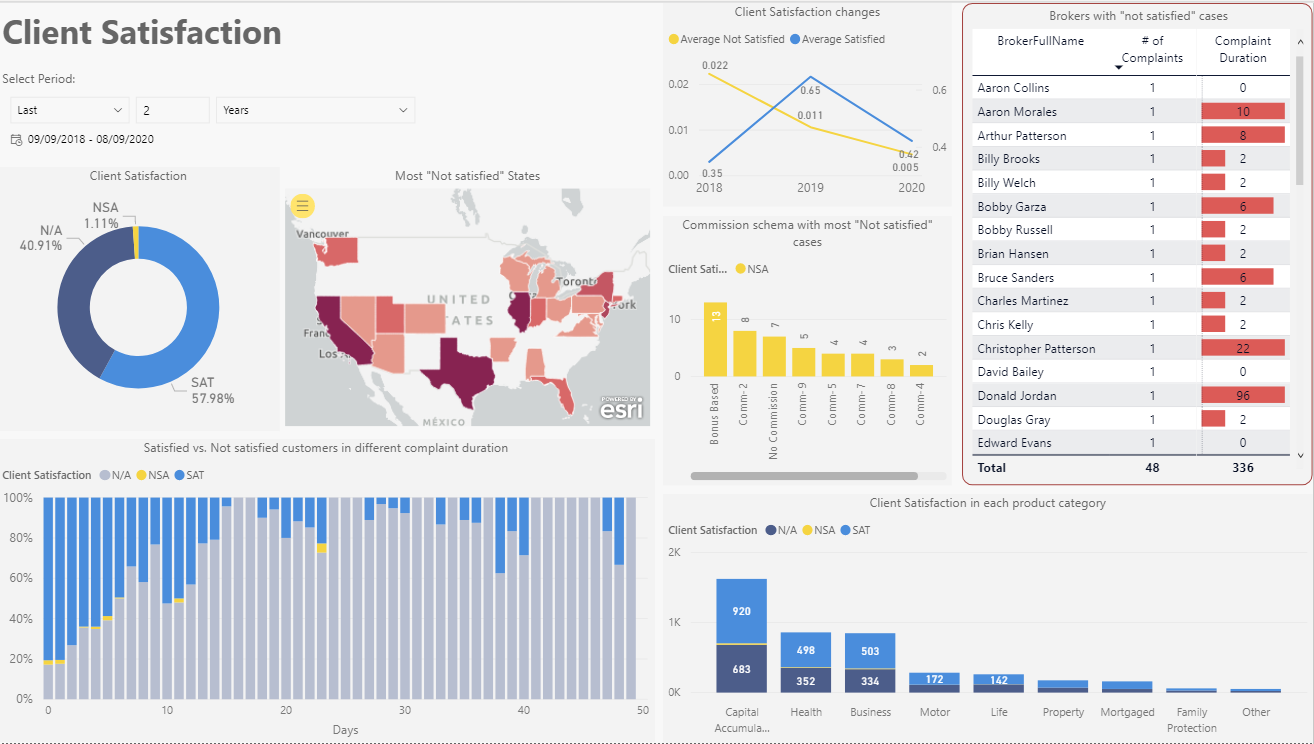 Client Satisfaction
Select Period:
Last
2
Years
09/09/2018 - 08/09/2020
Client Satisfaction
NSA
1.11%
N/A
40.91%
SAT
57.98%
Most "Not satisfied" States
Vancouver
Toronto
UNITED
ATES
ork
Franc
Los
MÉXICO
POWERED BY
esri
Satisfied vs. Not satisfied customers in different complaint duration
Client Satisfaction N/A NSA SAT
100%
80%
60%
40%
20%
0%
0 10 20 30 40 50
Days
Client Satisfaction changes
Average Not Satisfied Average Satisfied
0.022
0.02
0.6
0.65
0.011
0.01
0.4
0.42
0.005
0.35
0.00
2018 2019 2020
Commission schema with most "Not satisfied"
cases
Client Sati... NSA
10
0
13 8 7 5 4 4 3 2
Bonus Based
Comm-2
No Commission
Comm-9
Comm-5
Comm-7
Comm-8
Comm-4
Brokers with "not satisfied" cases
BrokerFullName # of Complaints Complaint Duration
Aaron Collins 1 0
Aaron Morales 1 10
Arthur Patterson 1 8
Billy Brooks 1 2
Billy Welch 1 2
Bobby Garza 1 6
Bobby Russell 1 2
Brian Hansen 1 2
Bruce Sanders 1 6
Charles Martinez 1 2
Chris Kelly 1 2
Christopher Patterson 1 22
David Bailey 1 0
Donald Jordan 1 96
Douglas Gray 1 2
Edward Evans 1 0
Total 48 336
Client Satisfaction in each product category
Client Satisfaction N/A NSA SAT
2K
1K
0K
920
683
498
352
503
334
172
142
Capital
Accumula...
Health
Business
Motor
Life
Property
Mortgaged
Family
Protection
Other